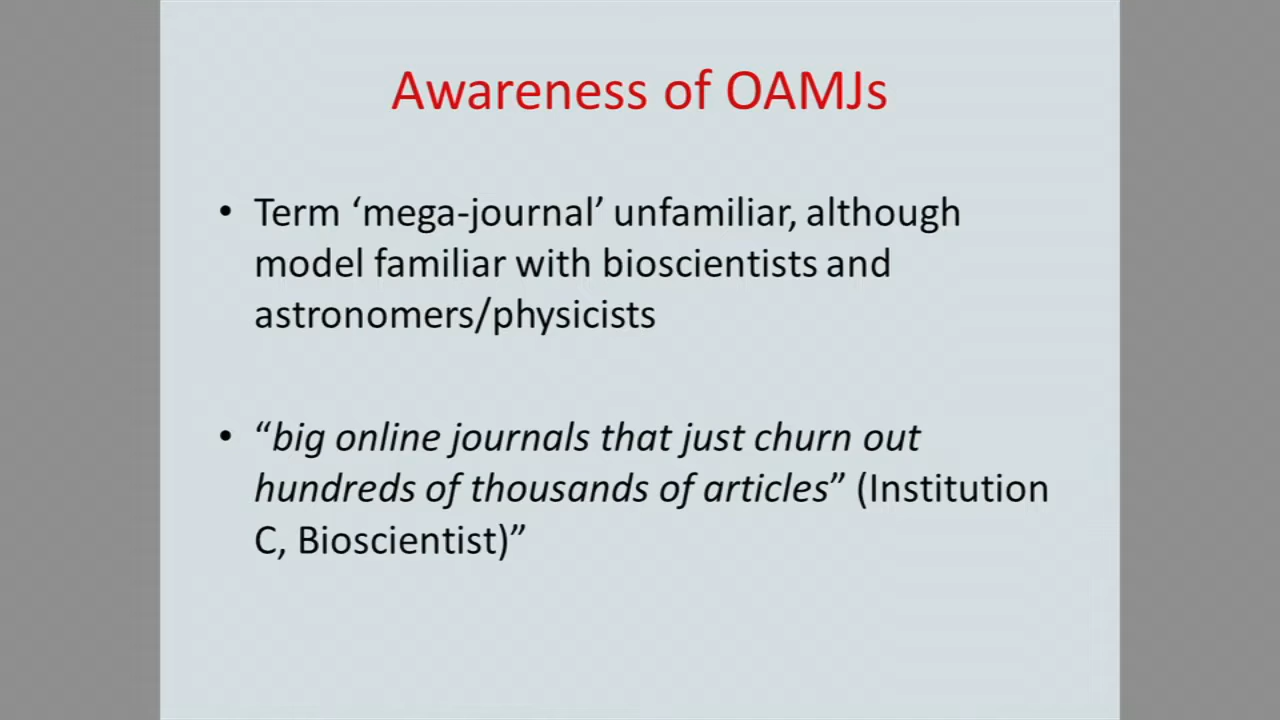 Awareness of OAMJs
• Term ‘mega-journal’ unfamiliar, although
model familiar with bioscientists and
astronomers/physicists
• “big online journals that just churn out
hundreds of thousands of articles” (Institution
C, Bioscientist)”